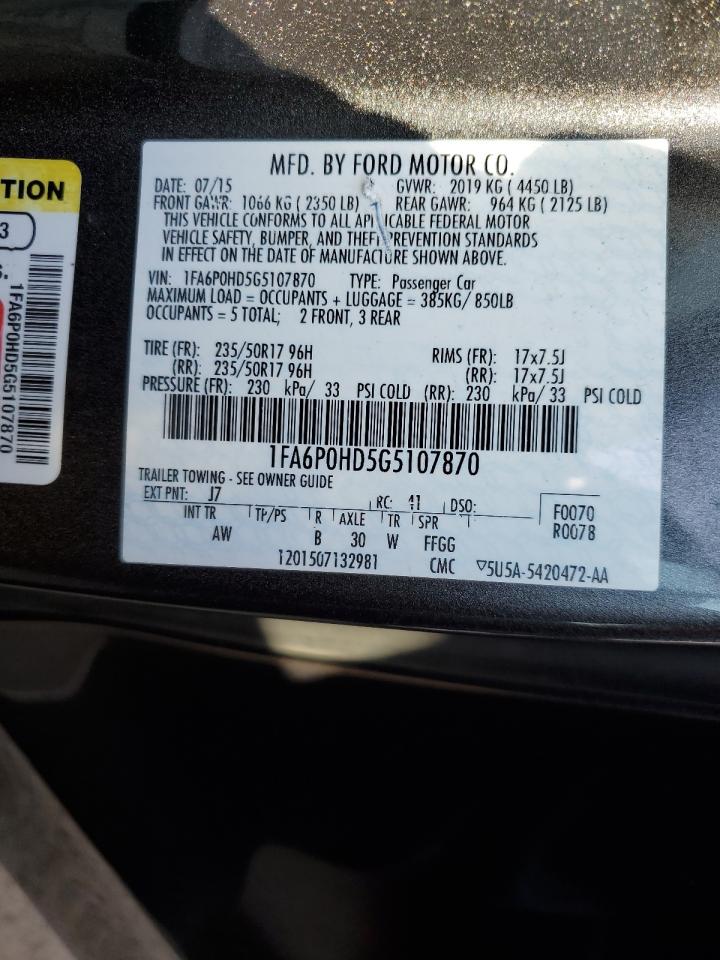 TION
3
S.
1FA6P0HD5G5107870
MFD. BY FORD MOTOR CO.
DATE: 07/15 GVWR: 2019 KG ( 4450 LB)
FRONT GAWR: 1066 KG ( 2350 LB) REAR GAWR: 964 KG ( 2125 LB)
THIS VEHICLE CONFORMS TO ALL APPLICABLE FEDERAL MOTOR
VEHICLE SAFETY, BUMPER, AND THEFT PREVENTION STANDARDS
IN EFFECT ON THE DATE OF MANUFACTURE SHOWN ABOVE.
VIN: 1FA6P0HD5G5107870 TYPE: Passenger Car
MAXIMUM LOAD = OCCUPANTS + LUGGAGE = 385KG/ 850LB
OCCUPANTS = 5 TOTAL; 2 FRONT, 3 REAR
TIRE (FR): 235/50R17 96H RIMS (FR): 17x7.5J
(RR): 235/50R17 96H (RR): 17x7.5J
PRESSURE (FR): 230 kPa/ 33 PSI COLD (RR): 230 kPa/ 33 PSI COLD
1FA6P0HD5G5107870
TRAILER TOWING - SEE OWNER GUIDE
EXT PNT: J7 RC: 41 DSO: F0070
INT TR TP/PS R AXLE TR SPR R0078
AW B 30 W FFGG
1201507132981 CMC ▽5U5A-5420472-AA